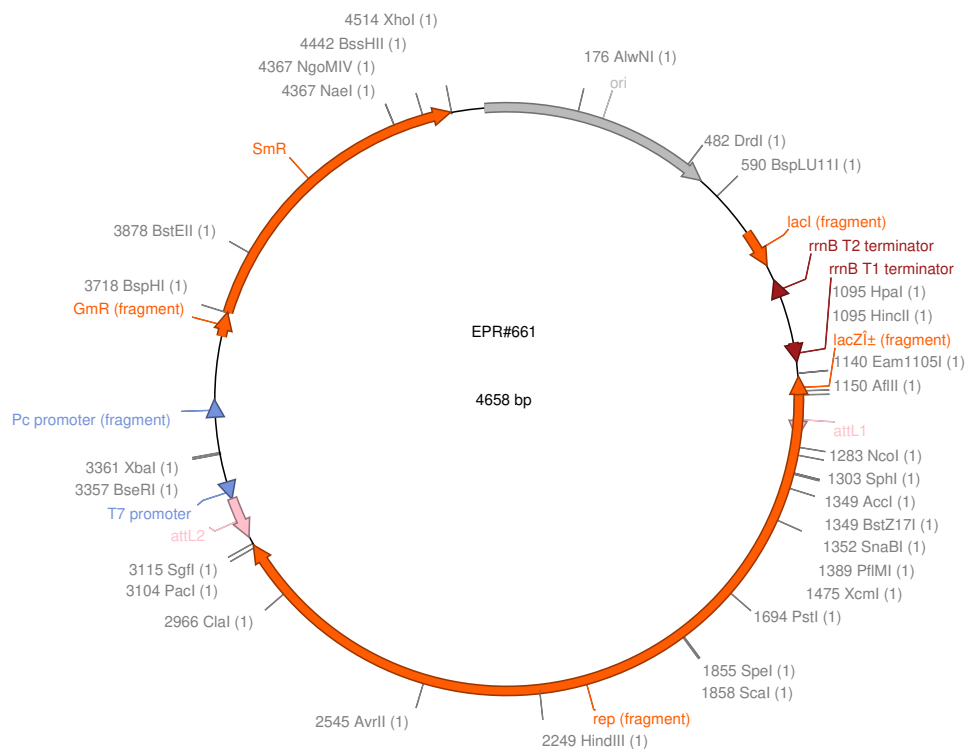 4514 XhoI (1)
4442 BssHII (1)
4367 NgoMIV (1)
4367 NaeI (1)
SmR
3878 BstEII (1)
3718 BspHI (1)
GmR (fragment)
Pc promoter (fragment)
3361 XbaI (1)
3357 BseRI (1)
T7 promoter
attL2
3115 SgfI (1)
3104 PacI (1)
2966 ClaI (1)
2545 AvrII (1)
EPR#661
4658 bp
176 AlwNI (1)
ori
482 DrdI (1)
590 BspLU11I (1)
lacI (fragment)
rrnB T2 terminator
rrnB T1 terminator
1095 HpaI (1)
1095 HincII (1)
lacZÎ± (fragment)
1140 Eam1105I (1)
1150 AflII (1)
attL1
1283 NcoI (1)
1303 SphI (1)
1349 AccI (1)
1349 BstZ17I (1)
1352 SnaBI (1)
1389 PflMI (1)
1475 XcmI (1)
1694 PstI (1)
1855 SpeI (1)
1858 ScaI (1)
rep (fragment)
2249 HindIII (1)